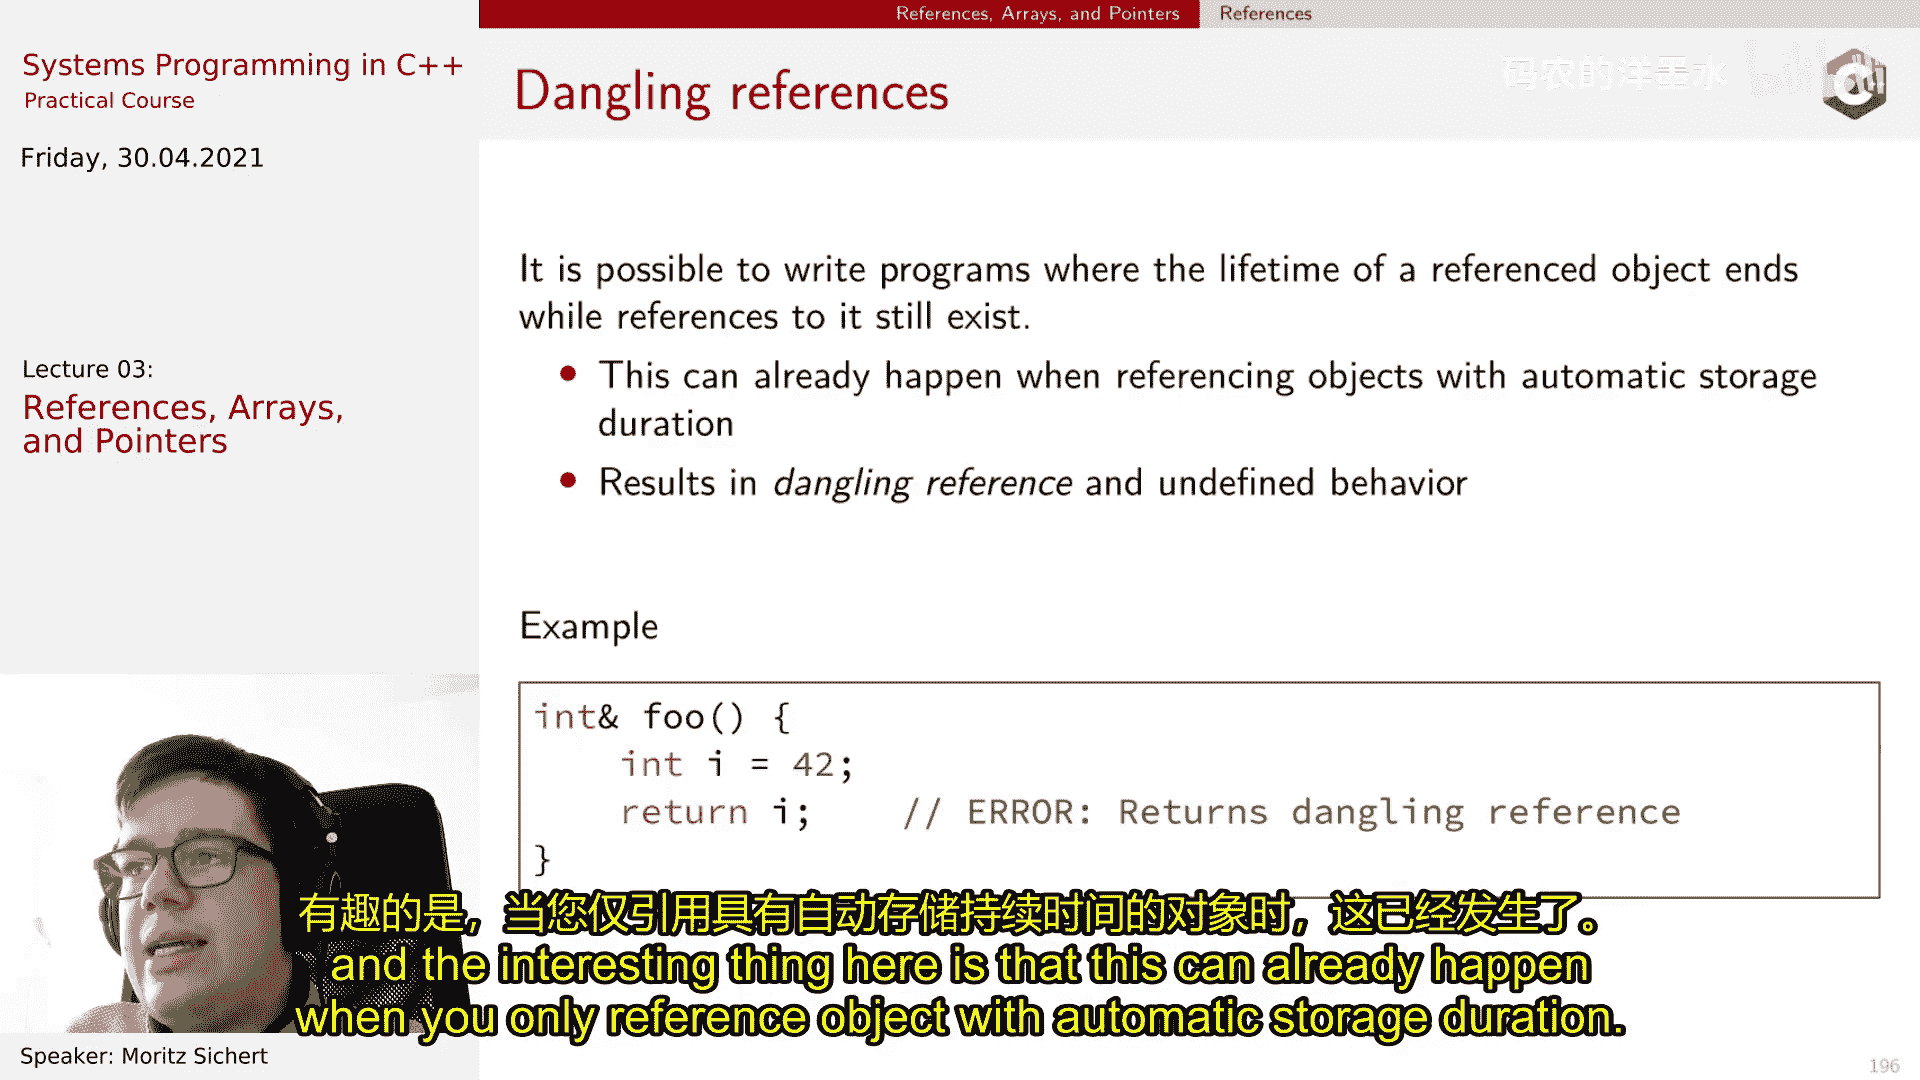 References, Arrays, and Pointers
References
Systems Programming in C++
Practical Course
Friday, 30.04.2021
Lecture 03:
References, Arrays,
and Pointers
Dangling references
码农的洋墨水
It is possible to write programs where the lifetime of a referenced object ends
while references to it still exist.
• This can already happen when referencing objects with automatic storage
duration
• Results in dangling reference and undefined behavior
Example
int& foo() {
    int i = 42;
    return i;    // ERROR: Returns dangling reference
}
有趣的是，当您仅引用具有自动存储持续时间的对象时，这已经发生了。
and the interesting thing here is that this can already happen
when you only reference object with automatic storage duration.
Speaker: Moritz Sichert
196